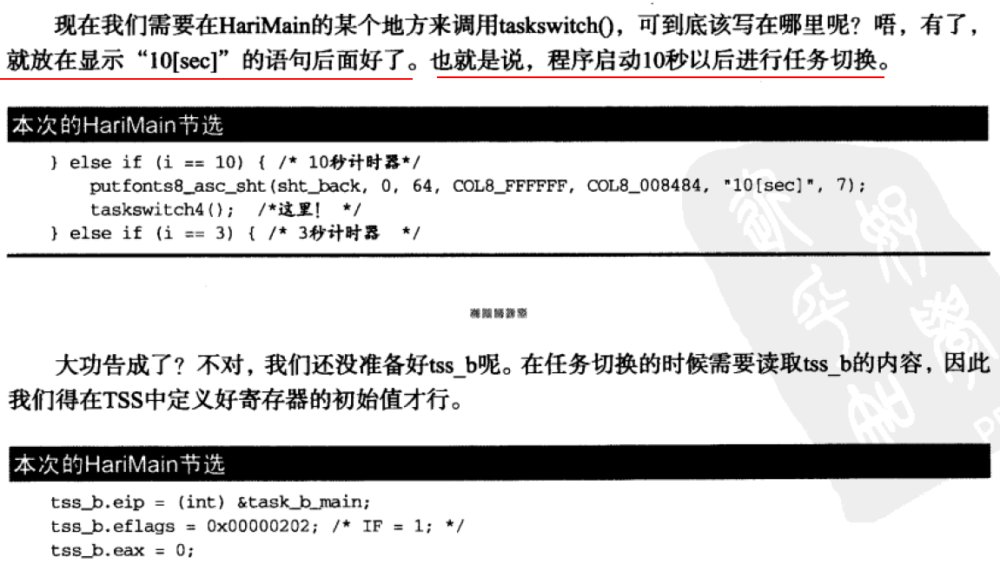 现在我们需要在HariMain的某个地方来调用taskswitch()，可到底该写在哪里呢？唔，有了，
就放在显示“10[sec]”的语句后面好了。也就是说，程序启动10秒以后进行任务切换。
本次的HariMain节选
} else if (i == 10) { /* 10秒计时器*/
putfonts8_asc_sht(sht_back, 0, 64, COL8_FFFFFF, COL8_008484, "10[sec]", 7);
taskswitch4(); /*这里！ */
} else if (i == 3) { /* 3秒计时器 */
大功告成了？不对，我们还没准备好tss_b呢。在任务切换的时候需要读取tss_b的内容，因此
我们得在TSS中定义好寄存器的初始值才行。
本次的HariMain节选
tss_b.eip = (int) &task_b_main;
tss_b.eflags = 0x00000202; /* IF = 1; */
tss_b.eax = 0;